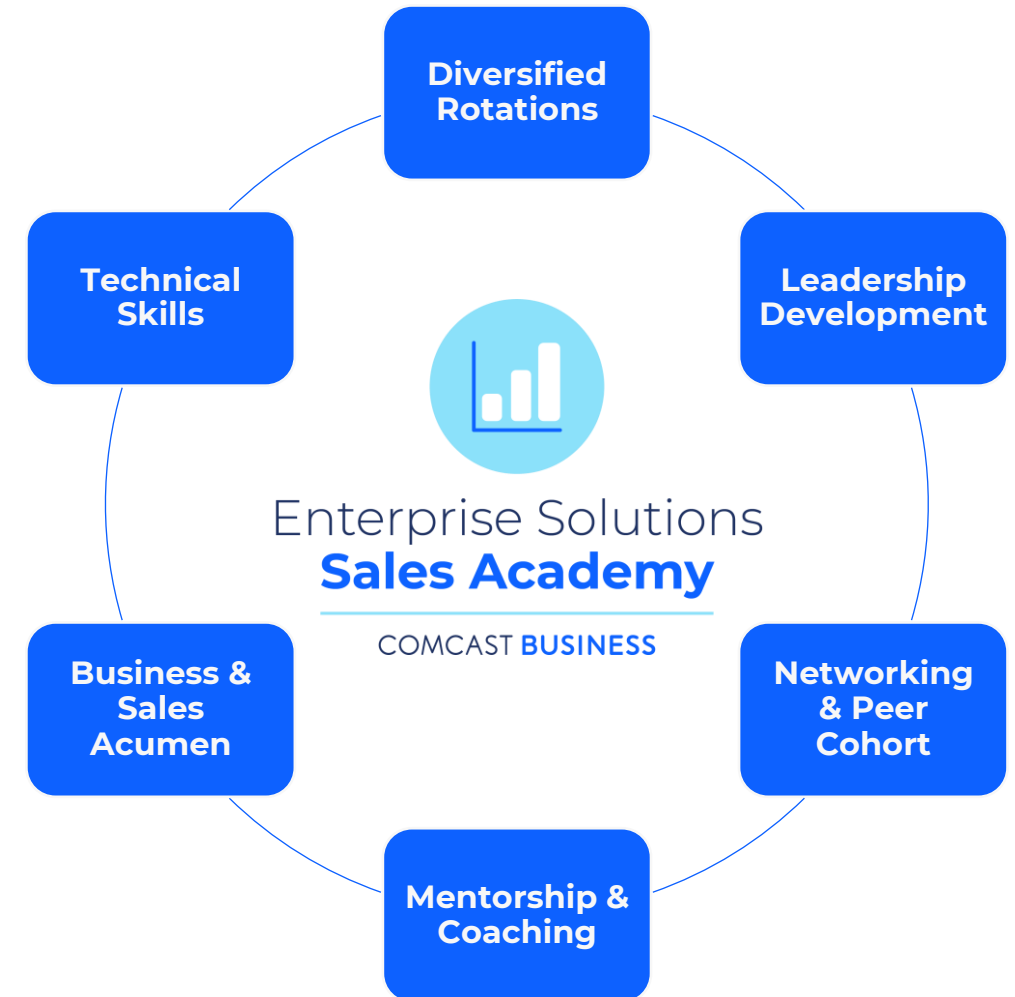 Diversified
Rotations
Technical
Skills
Leadership
Development
Enterprise Solutions
Sales Academy
COMCAST BUSINESS
Business &
Sales
Acumen
Networking
& Peer
Cohort
Mentorship &
Coaching